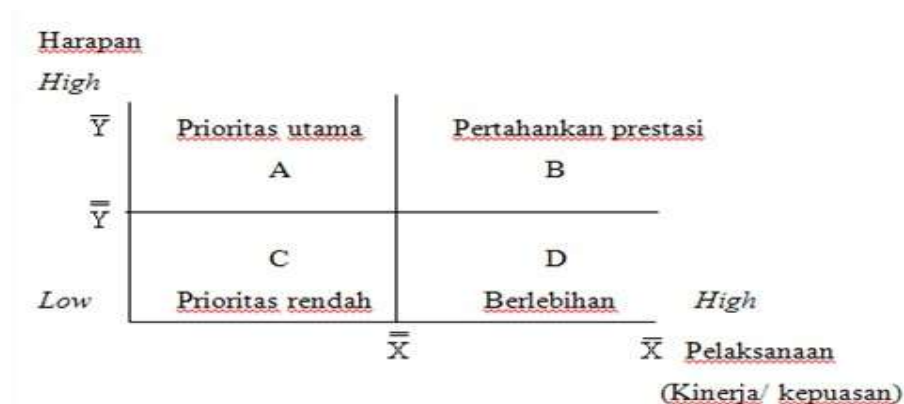 Harapan
High
Y̅ Prioritas utama Pertahankan prestasi
A B
Y̿
C D
Low Prioritas rendah Berlebihan High
X̿ X̅ Pelaksanaan
(Kinerja/ kepuasan)